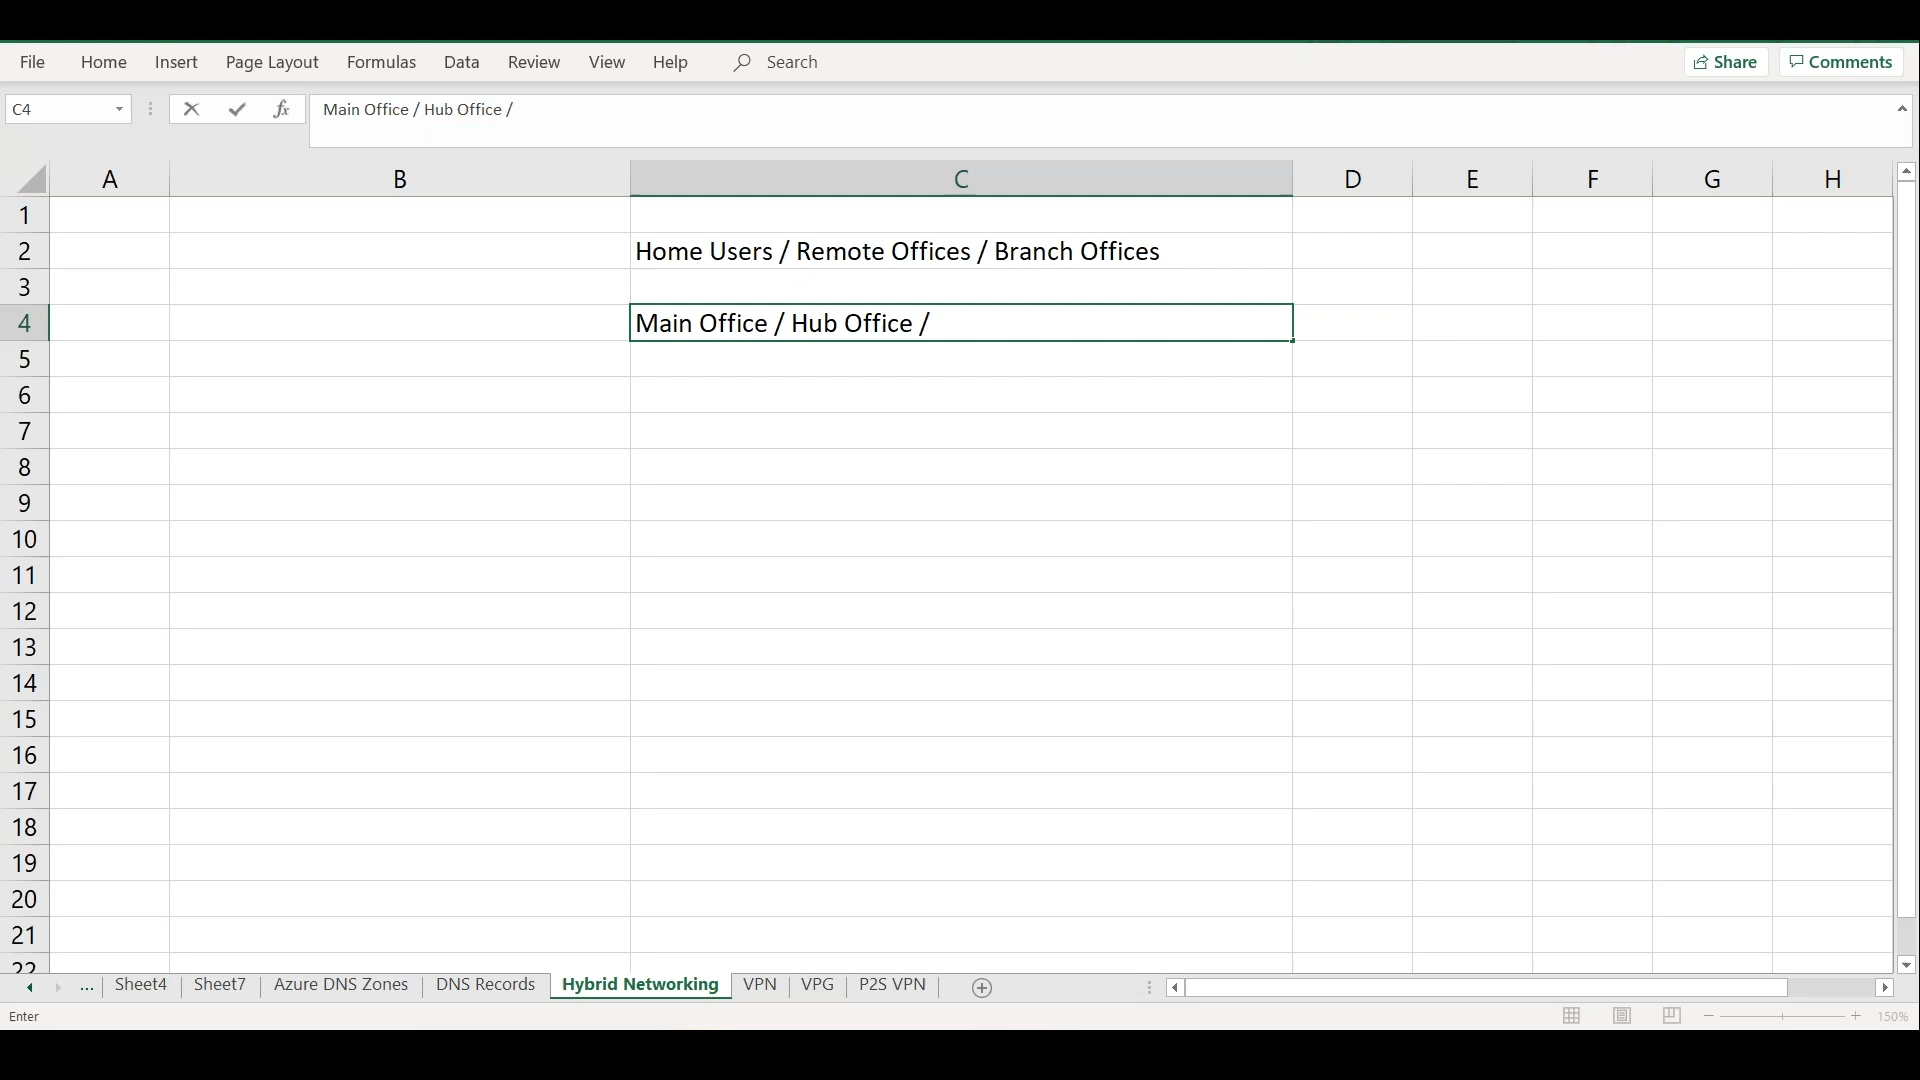 File Home Insert Page Layout Formulas Data Review View Help Search Share Comments
C4 fx Main Office / Hub Office /
A B C D E F G H
1
2 Home Users / Remote Offices / Branch Offices
3
4 Main Office / Hub Office /
5
6
7
8
9
10
11
12
13
14
15
16
17
18
19
20
21
22
... Sheet4 Sheet7 Azure DNS Zones DNS Records Hybrid Networking VPN VPG P2S VPN
Enter 150%